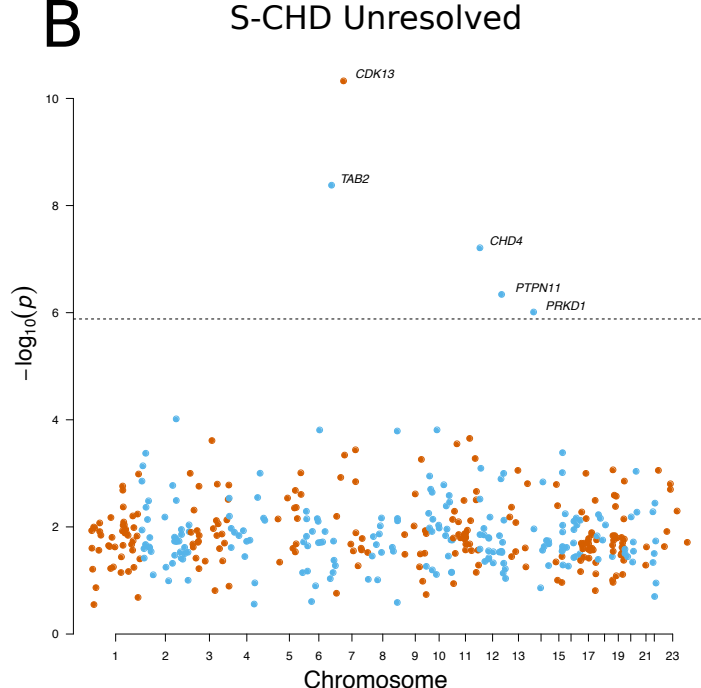 B
S-CHD Unresolved
CDK13
10
TAB2
8
CHD4
PTPN11
PRKD1
6
−log10(p)
4
2
0
1 2 3 4 5 6 7 8 9 10 11 12 13 15 17 19 21 23
Chromosome